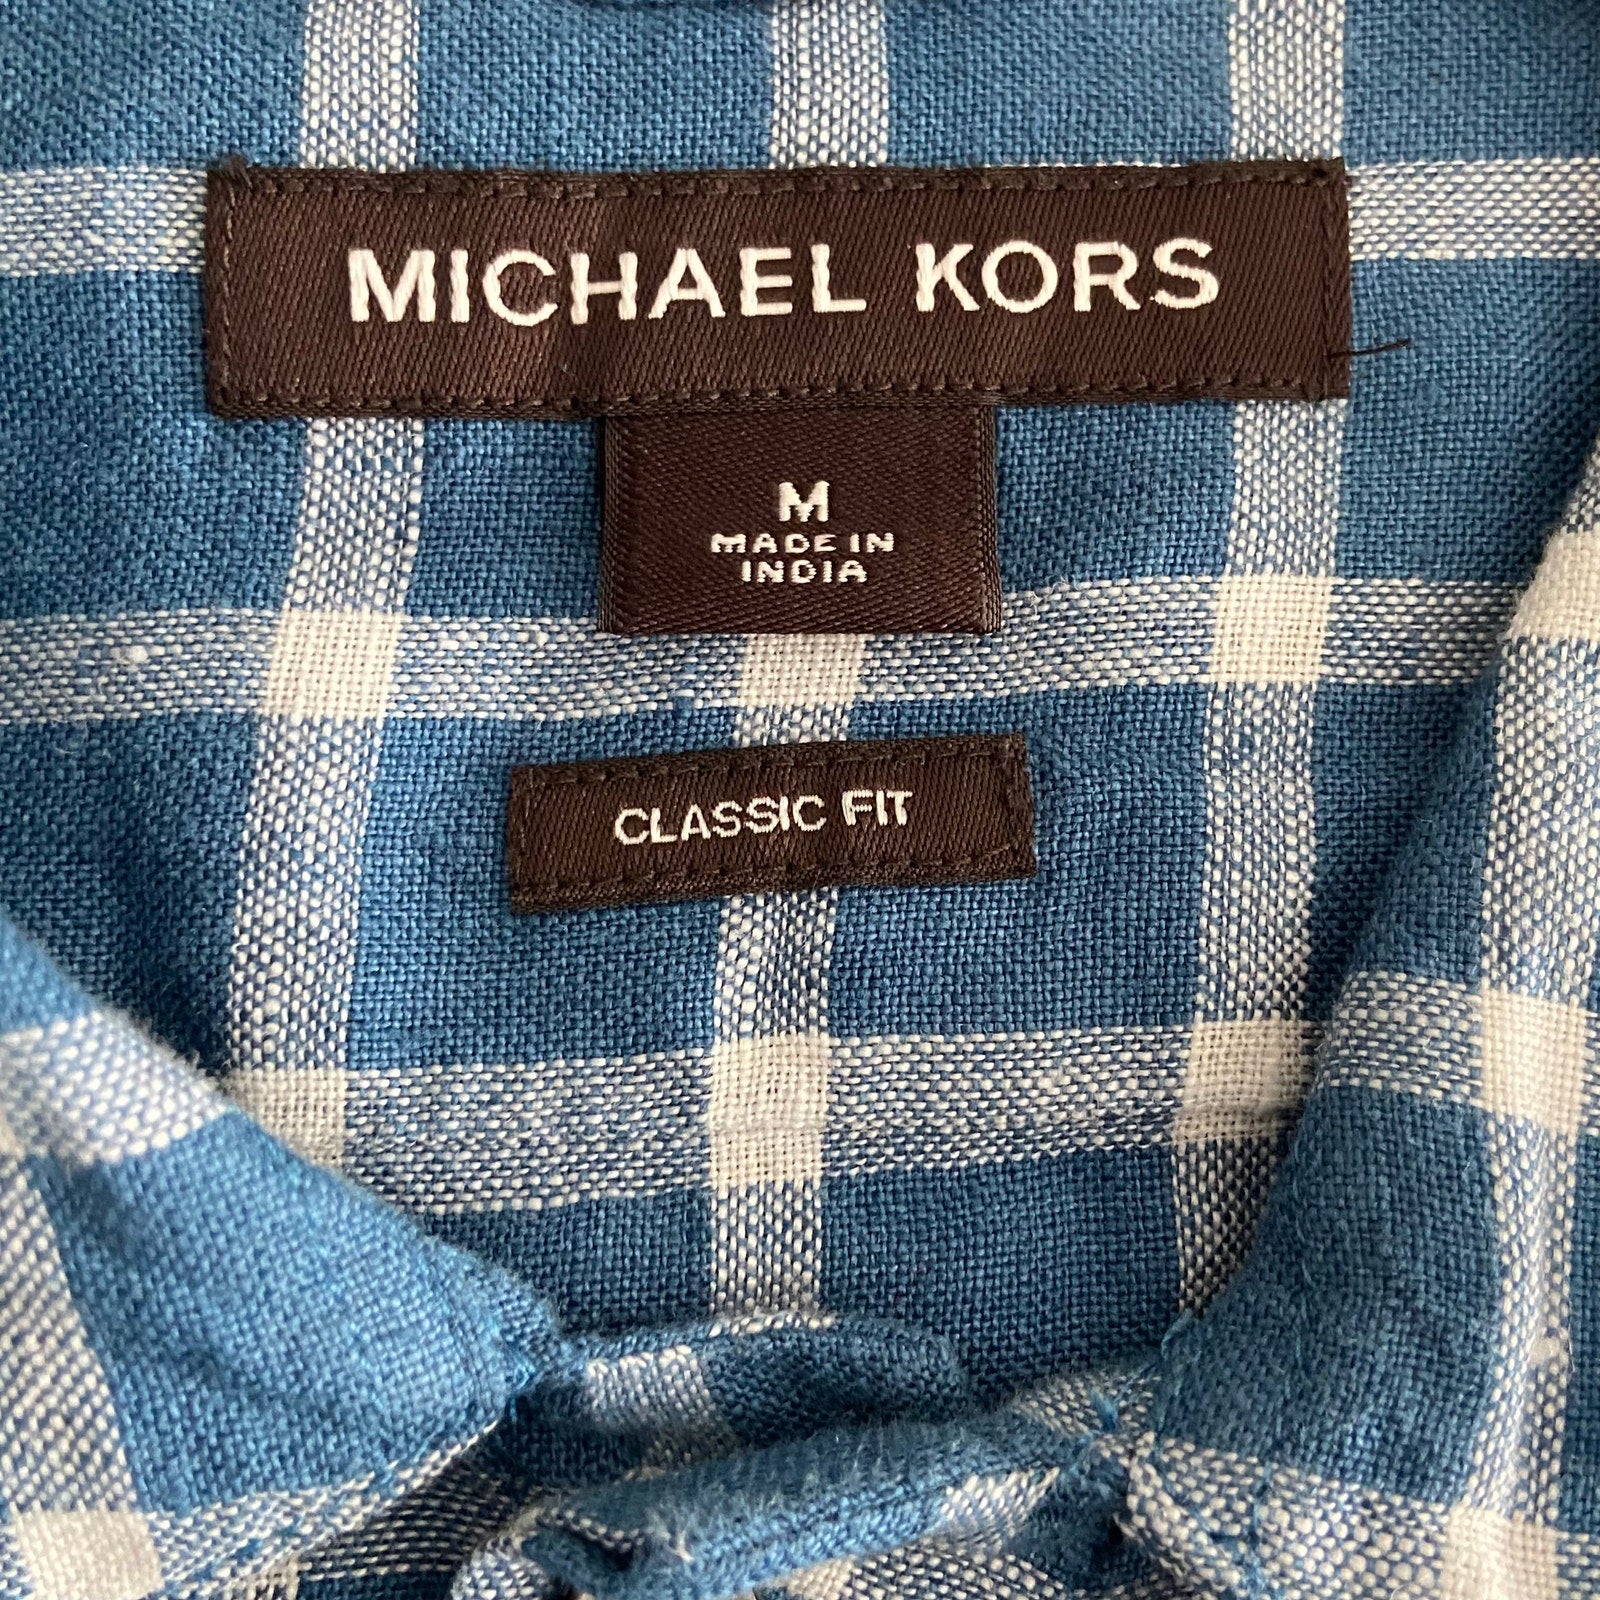 MICHAEL KORS
M
MADE IN
INDIA
CLASSIC FIT